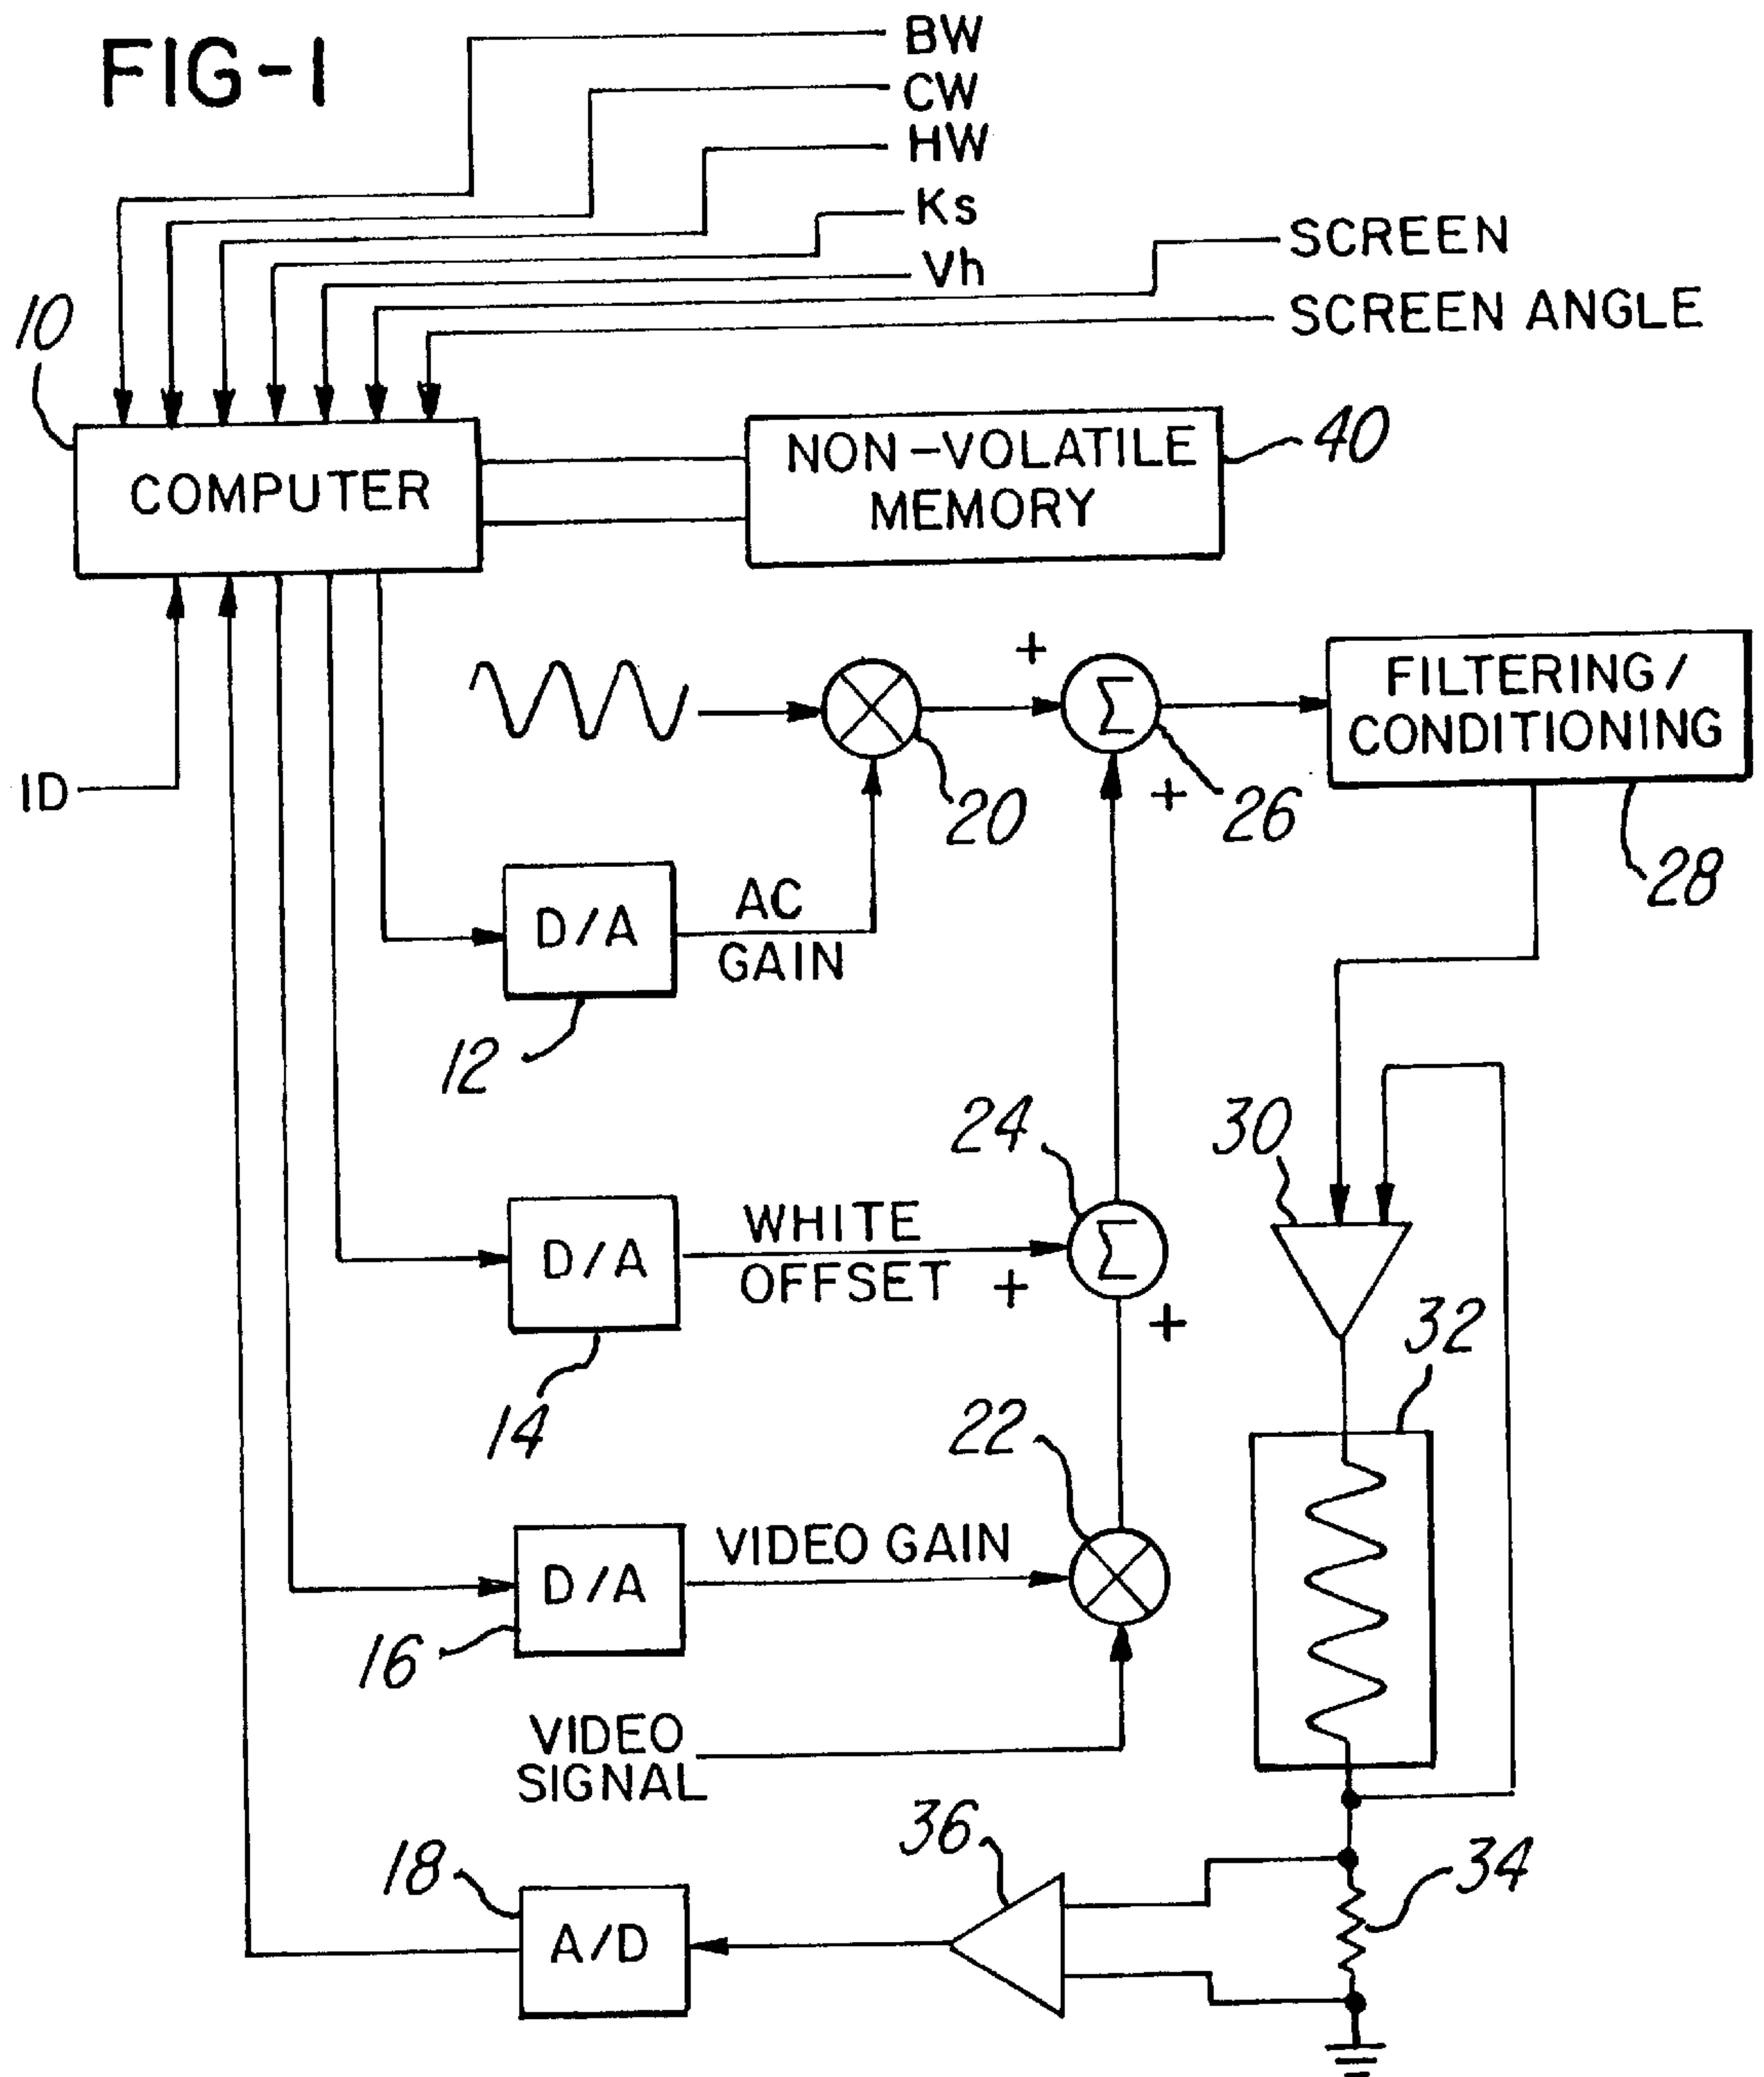 FIG-1
BW
CW
HW
Ks
Vh
SCREEN
SCREEN ANGLE
10
COMPUTER
NON-VOLATILE
MEMORY
40
+
Σ
FILTERING/
CONDITIONING
ID
20
+
26
28
D/A
AC
GAIN
12
24
30
D/A
WHITE
OFFSET
+
Σ
+
32
14
22
D/A
VIDEO GAIN
16
VIDEO
SIGNAL
36
18
A/D
34